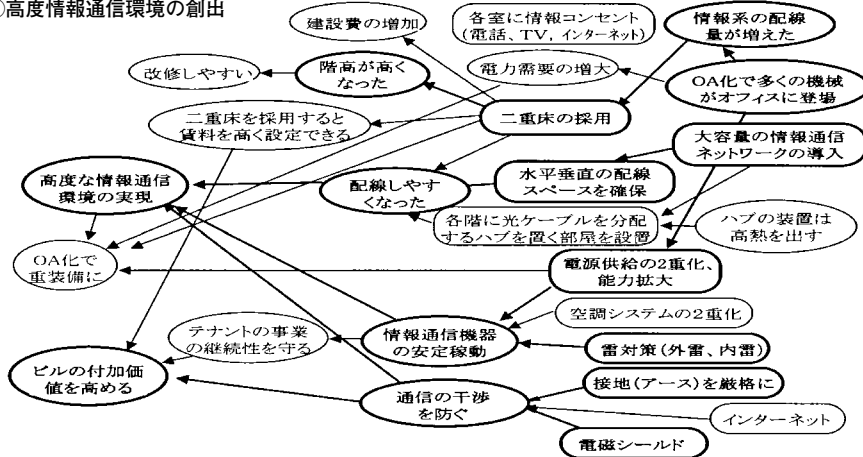 ①高度情報通信環境の創出
建設費の増加
各室に情報コンセント
(電話、TV, インターネット)
情報系の配線
量が増えた
改修しやすい
階高が高く
なった
電力需要の増大
OA化で多くの機械
がオフィスに登場
二重床を採用すると
賃料を高く設定できる
二重床の採用
大容量の情報通信
ネットワークの導入
高度な情報通信
環境の実現
配線しやす
くなった
水平垂直の配線
スペースを確保
各階に光ケーブルを分配
するハブを置く部屋を設置
ハブの装置は
高熱を出す
OA化で
重装備に
電源供給の2重化、
能力拡大
空調システムの2重化
テナントの事業
の継続性を守る
情報通信機器
の安定稼動
雷対策(外雷、内雷)
ビルの付加価
値を高める
通信の干渉
を防ぐ
接地(アース)を厳格に
インターネット
電磁シールド